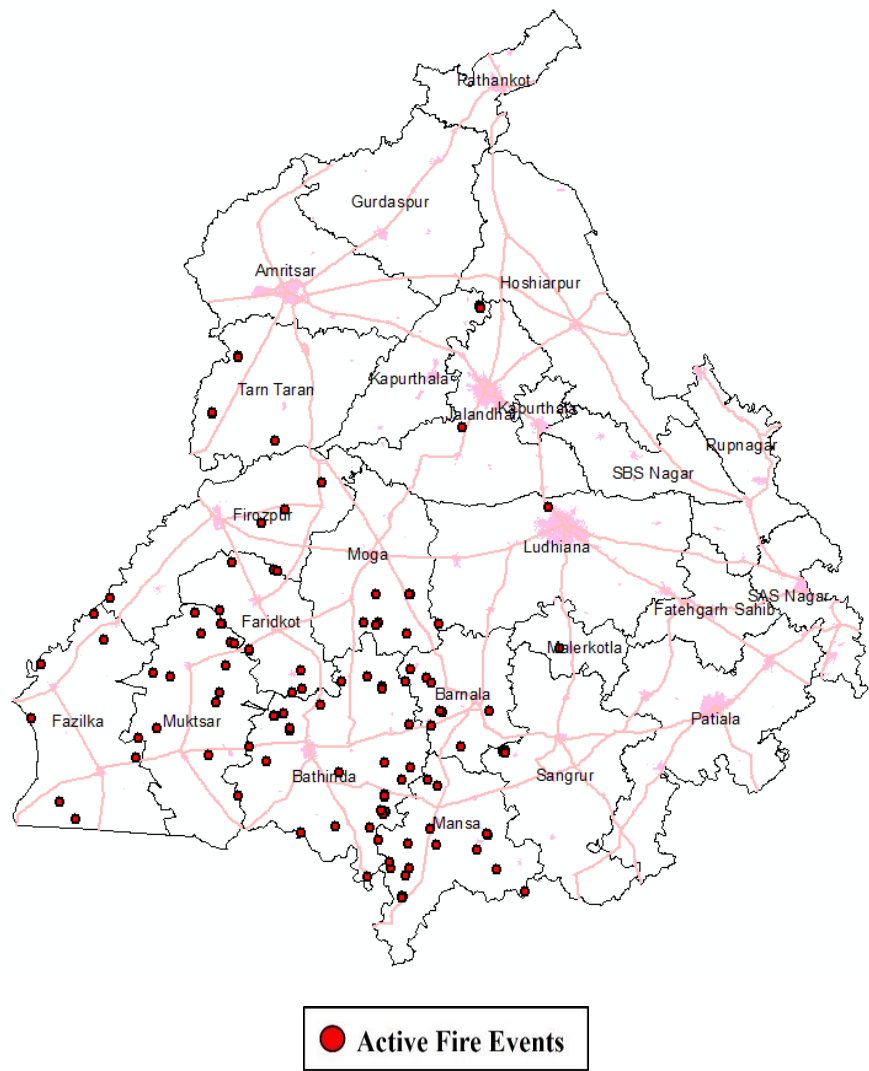 Pathankot
Gurdaspur
Amritsar
Hoshiarpur
Tarn Taran
Kapurthala
Jalandhar
Kapurthala
Rupnagar
SBS Nagar
Firozpur
Moga
Ludhiana
SAS Nagar
Fatehgarh Sahib
Faridkot
Malerkotla
Barnala
Fazilka
Muktsar
Patiala
Bathinda
Sangrur
Mansa
Active Fire Events